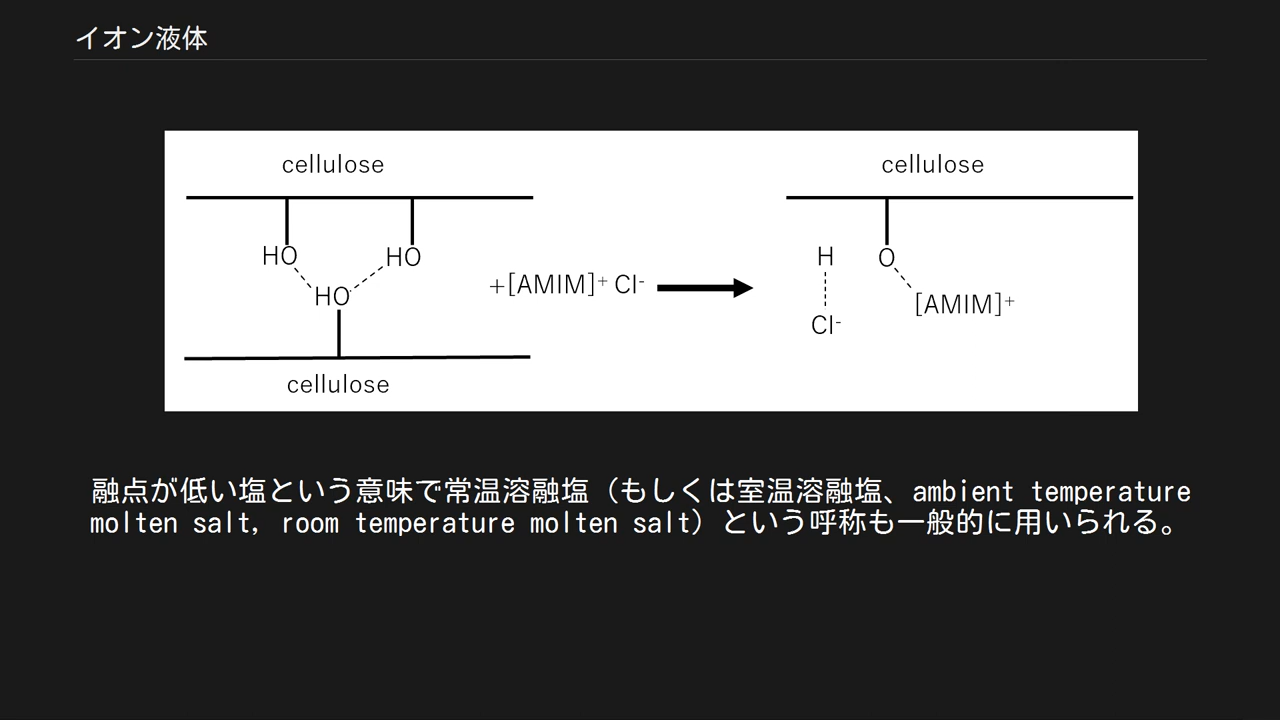 イオン液体
cellulose
cellulose
HO
HO
H
O
HO
+[AMIM]⁺ Cl⁻
[AMIM]⁺
Cl⁻
cellulose
融点が低い塩という意味で常温溶融塩（もしくは室温溶融塩、ambient temperature
molten salt, room temperature molten salt）という呼称も一般的に用いられる。